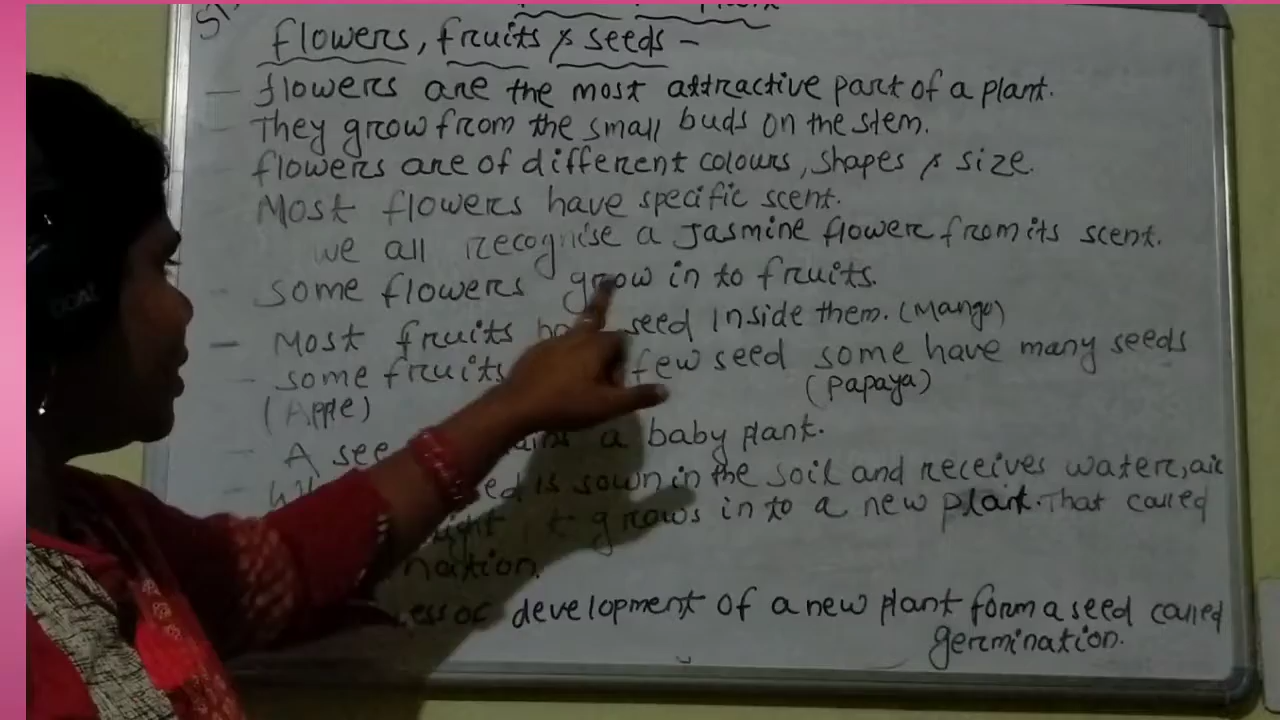 flowers, fruits & seeds -
- flowers are the most attractive part of a plant.
- They grow from the small buds on the stem.
flowers are of different colours, shapes & size.
Most flowers have specific scent.
we all recognise a Jasmine flower from its scent.
- some flowers grow in to fruits.
- Most fruits seed inside them. (Mango)
- some fruits few seed some have many seeds
(Apple) (papaya)
- A a baby plant.
- is sown in the soil and receives water, air
it grows in to a new plant. That called
development of a new plant form a seed called
germination.